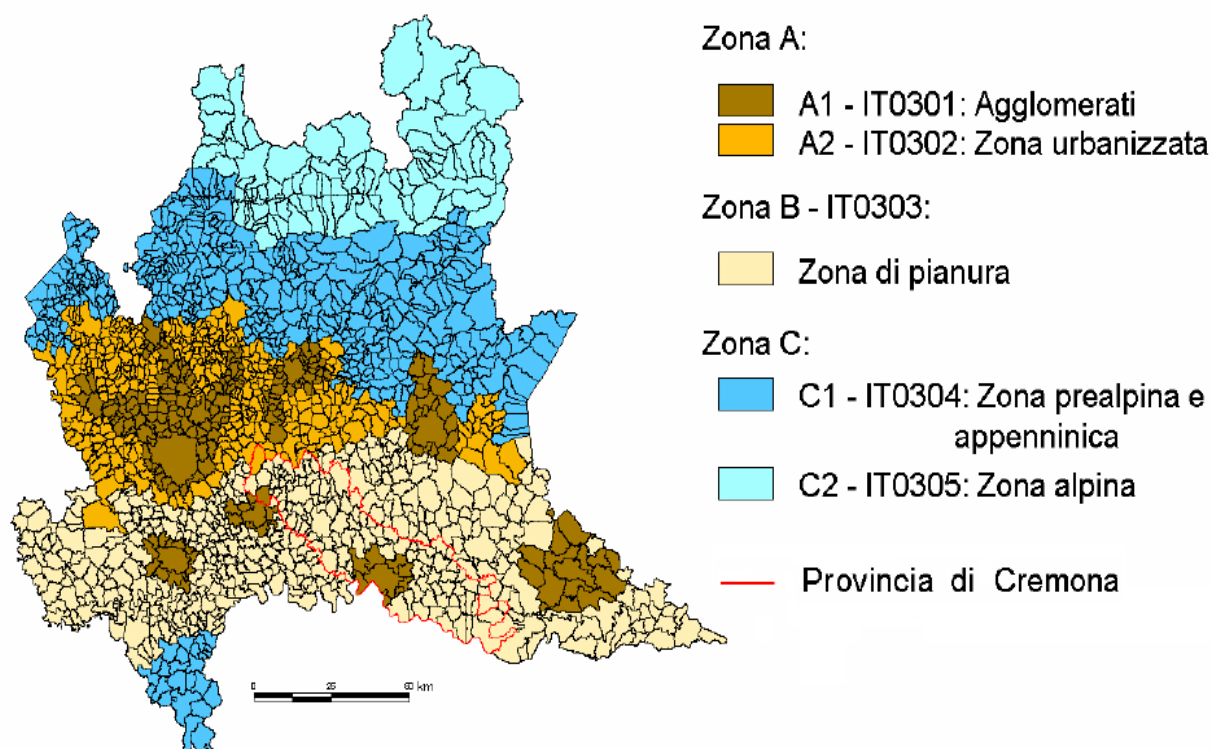 Zona A:
A1 - IT0301: Agglomerati
A2 - IT0302: Zona urbanizzata
Zona B - IT0303:
Zona di pianura
Zona C:
C1 - IT0304: Zona prealpina e
appenninica
C2 - IT0305: Zona alpina
Provincia di Cremona
0 25 50 km